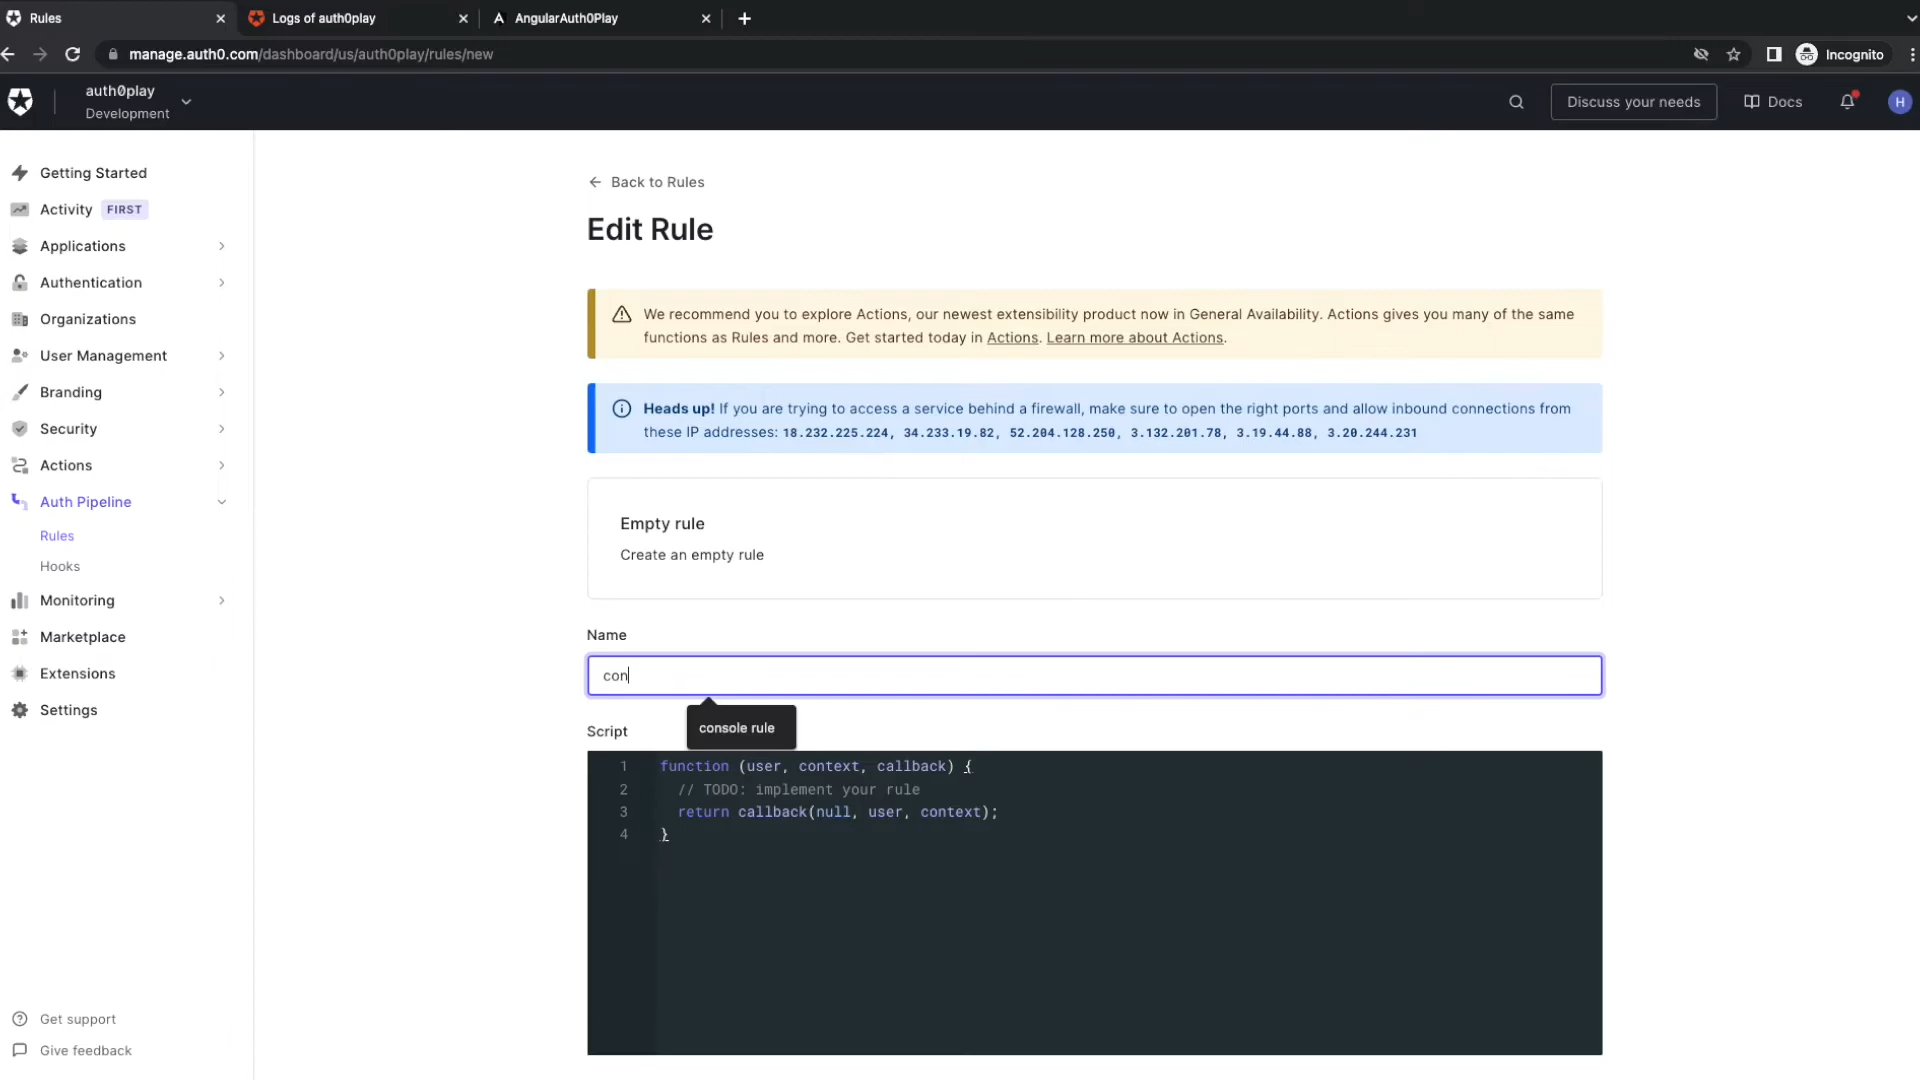 Rules
Logs of auth0play
AngularAuth0Play
manage.auth0.com/dashboard/us/auth0play/rules/new
Incognito
auth0play
Development
Discuss your needs
Docs
H
Getting Started
Activity FIRST
Applications
Authentication
Organizations
User Management
Branding
Security
Actions
Auth Pipeline
Rules
Hooks
Monitoring
Marketplace
Extensions
Settings
Get support
Give feedback
Back to Rules
Edit Rule
We recommend you to explore Actions, our newest extensibility product now in General Availability. Actions gives you many of the same
functions as Rules and more. Get started today in Actions. Learn more about Actions.
Heads up! If you are trying to access a service behind a firewall, make sure to open the right ports and allow inbound connections from
these IP addresses: 18.232.225.224, 34.233.19.82, 52.204.128.250, 3.132.201.78, 3.19.44.88, 3.20.244.231
Empty rule
Create an empty rule
Name
con
console rule
Script
1 function (user, context, callback) {
2 // TODO: implement your rule
3 return callback(null, user, context);
4 }